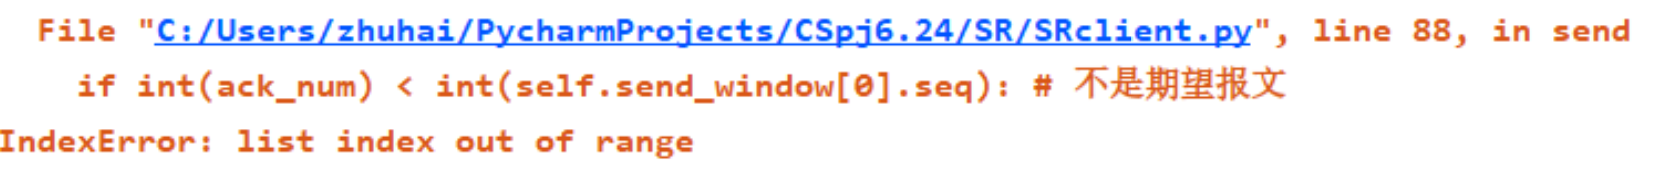 File "C:/Users/zhuhai/PycharmProjects/CSpj6.24/SR/SRclient.py", line 88, in send
if int(ack_num) < int(self.send_window[0].seq): # 不是期望报文
IndexError: list index out of range